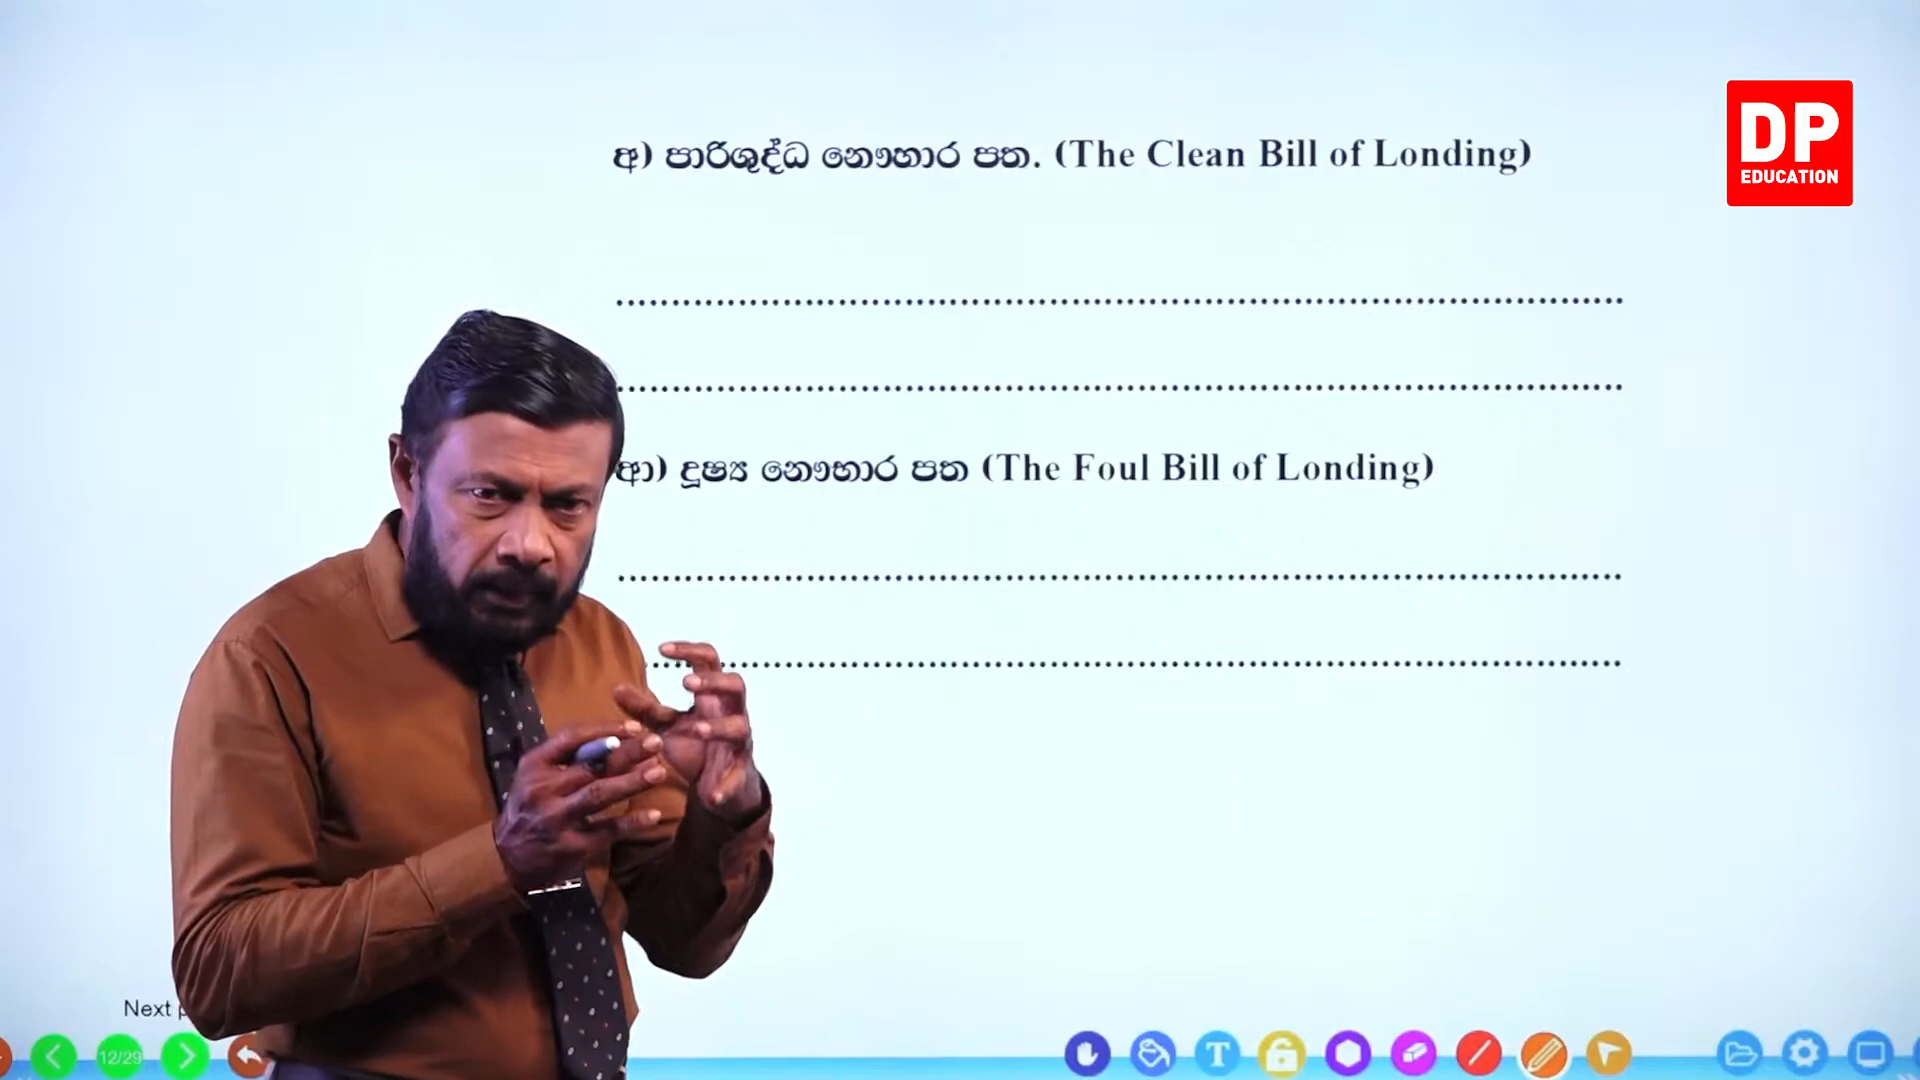 අ) පාරිශුද්ධ නෞහාර පත. (The Clean Bill of Londing)
DP
EDUCATION
ආ) දූෂ්‍ය නෞභාර පත (The Foul Bill of Londing)
Next
12/29
T